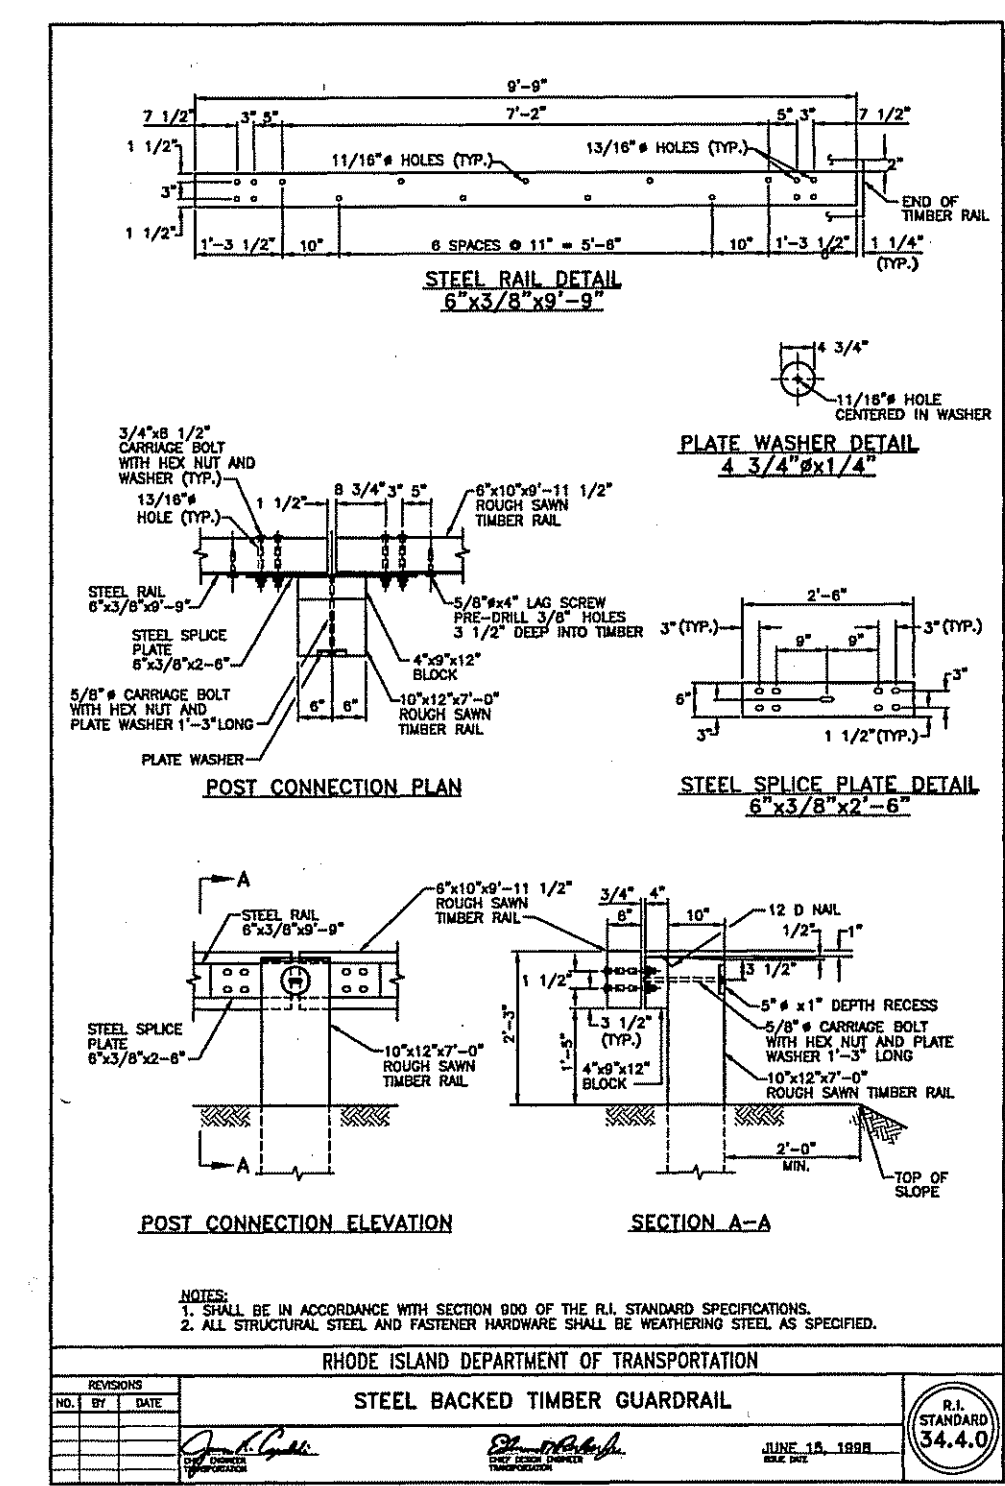 9'-9"
7 1/2" 3" 5" 7'-2" 5" 3" 7 1/2"
1 1/2"
11/16"ø HOLES (TYP.) 13/16"ø HOLES (TYP.)
2"
3"
END OF
TIMBER RAIL
1 1/2"
1'-3 1/2" 10" 6 SPACES @ 11" = 5'-6" 10" 1'-3 1/2" 1 1/4"
(TYP.)
STEEL RAIL DETAIL
6"x3/8"x9'-9"
4 3/4"
11/16"ø HOLE
CENTERED IN WASHER
PLATE WASHER DETAIL
4 3/4"øx1/4"
3/4"x8 1/2"
CARRIAGE BOLT
WITH HEX NUT AND
WASHER (TYP.)
13/16"ø
HOLE (TYP.)
1 1/2" 8 3/4" 3" 5"
6"x10"x9'-11 1/2"
ROUGH SAWN
TIMBER RAIL
STEEL RAIL
6"x3/8"x9'-9"
STEEL SPLICE
PLATE
6"x3/8"x2-6"
5/8"øx4" LAG SCREW
PRE-DRILL 3/8" HOLES
3 1/2" DEEP INTO TIMBER
4"x9"x12"
BLOCK
5/8"ø CARRIAGE BOLT
WITH HEX NUT AND
PLATE WASHER 1'-3" LONG
6" 6"
10"x12"x7'-0"
ROUGH SAWN
TIMBER RAIL
PLATE WASHER
POST CONNECTION PLAN
2'-6"
3"(TYP.) 9" 9" 3"(TYP.)
3"
6"
3" 1 1/2"(TYP.)
STEEL SPLICE PLATE DETAIL
6"x3/8"x2'-6"
A
STEEL RAIL
6"x3/8"x9'-9"
6"x10"x9'-11 1/2"
ROUGH SAWN
TIMBER RAIL
STEEL SPLICE
PLATE
6"x3/8"x2-6"
10"x12"x7'-0"
ROUGH SAWN
TIMBER RAIL
A
POST CONNECTION ELEVATION
3/4" 4"
6" 10"
12 D NAIL
1/2" 1"
1 1/2"
3 1/2"
2'-3"
3 1/2"
(TYP.)
1'-5"
4"x9"x12"
BLOCK
5"ø x1" DEPTH RECESS
5/8"ø CARRIAGE BOLT
WITH HEX NUT AND PLATE
WASHER 1'-3" LONG
10"x12"x7'-0"
ROUGH SAWN TIMBER RAIL
2'-0"
MIN.
TOP OF
SLOPE
SECTION A-A
NOTES:
1. SHALL BE IN ACCORDANCE WITH SECTION 900 OF THE R.I. STANDARD SPECIFICATIONS.
2. ALL STRUCTURAL STEEL AND FASTENER HARDWARE SHALL BE WEATHERING STEEL AS SPECIFIED.
RHODE ISLAND DEPARTMENT OF TRANSPORTATION
REVISIONS
NO. BY DATE
STEEL BACKED TIMBER GUARDRAIL
CHIEF ENGINEER
TRANSPORTATION
CHIEF DESIGN ENGINEER
TRANSPORTATION
JUNE 15, 1998
ISSUE DATE
R.I.
STANDARD
34.4.0